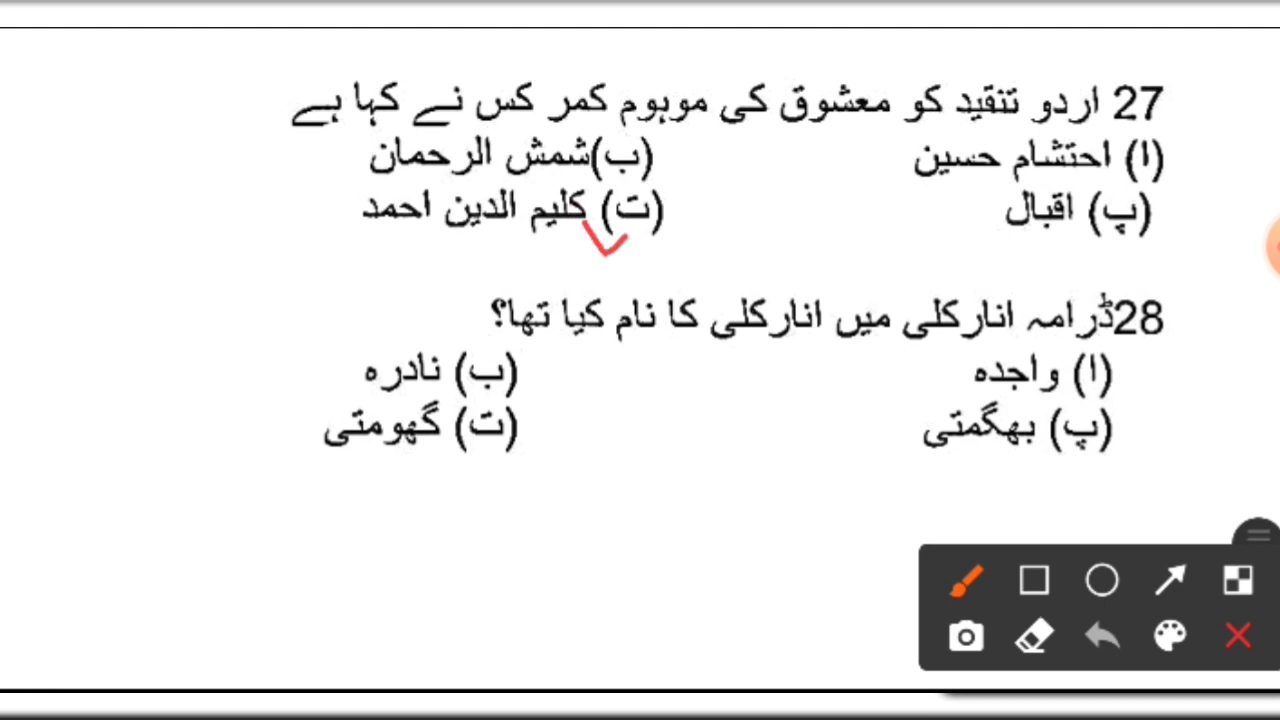 27 اردو تنقید کو معشوق کی موہوم کمر کس نے کہا ہے
(ا) احتشام حسین (ب)شمش الرحمان
(پ) اقبال (ت) کلیم الدین احمد
28ڈرامہ انارکلی میں انارکلی کا نام کیا تھا؟
(ا) واجدہ (ب) نادرہ
(پ) بھگمتی (ت) گھومتی